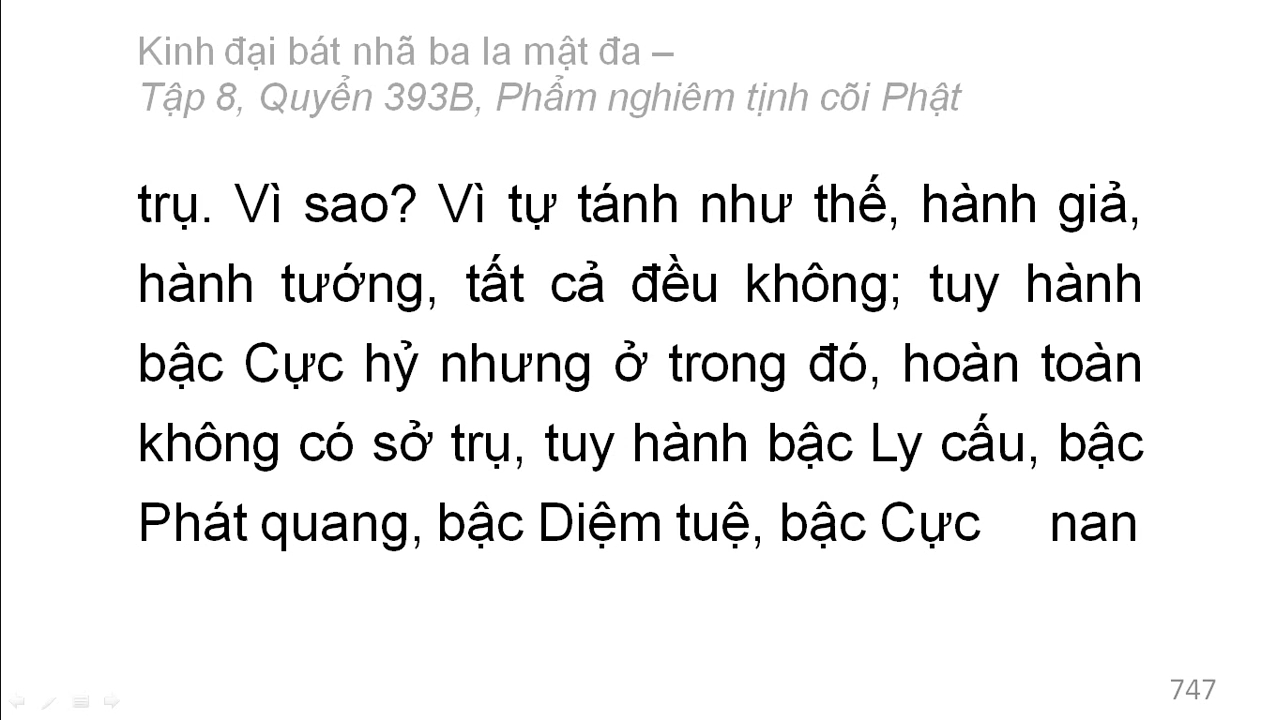 Kinh đại bát nhã ba la mật đa –
Tập 8, Quyển 393B, Phẩm nghiêm tịnh cõi Phật
trụ. Vì sao? Vì tự tánh như thế, hành giả,
hành tướng, tất cả đều không; tuy hành
bậc Cực hỷ nhưng ở trong đó, hoàn toàn
không có sở trụ, tuy hành bậc Ly cấu, bậc
Phát quang, bậc Diệm tuệ, bậc Cực nan
747